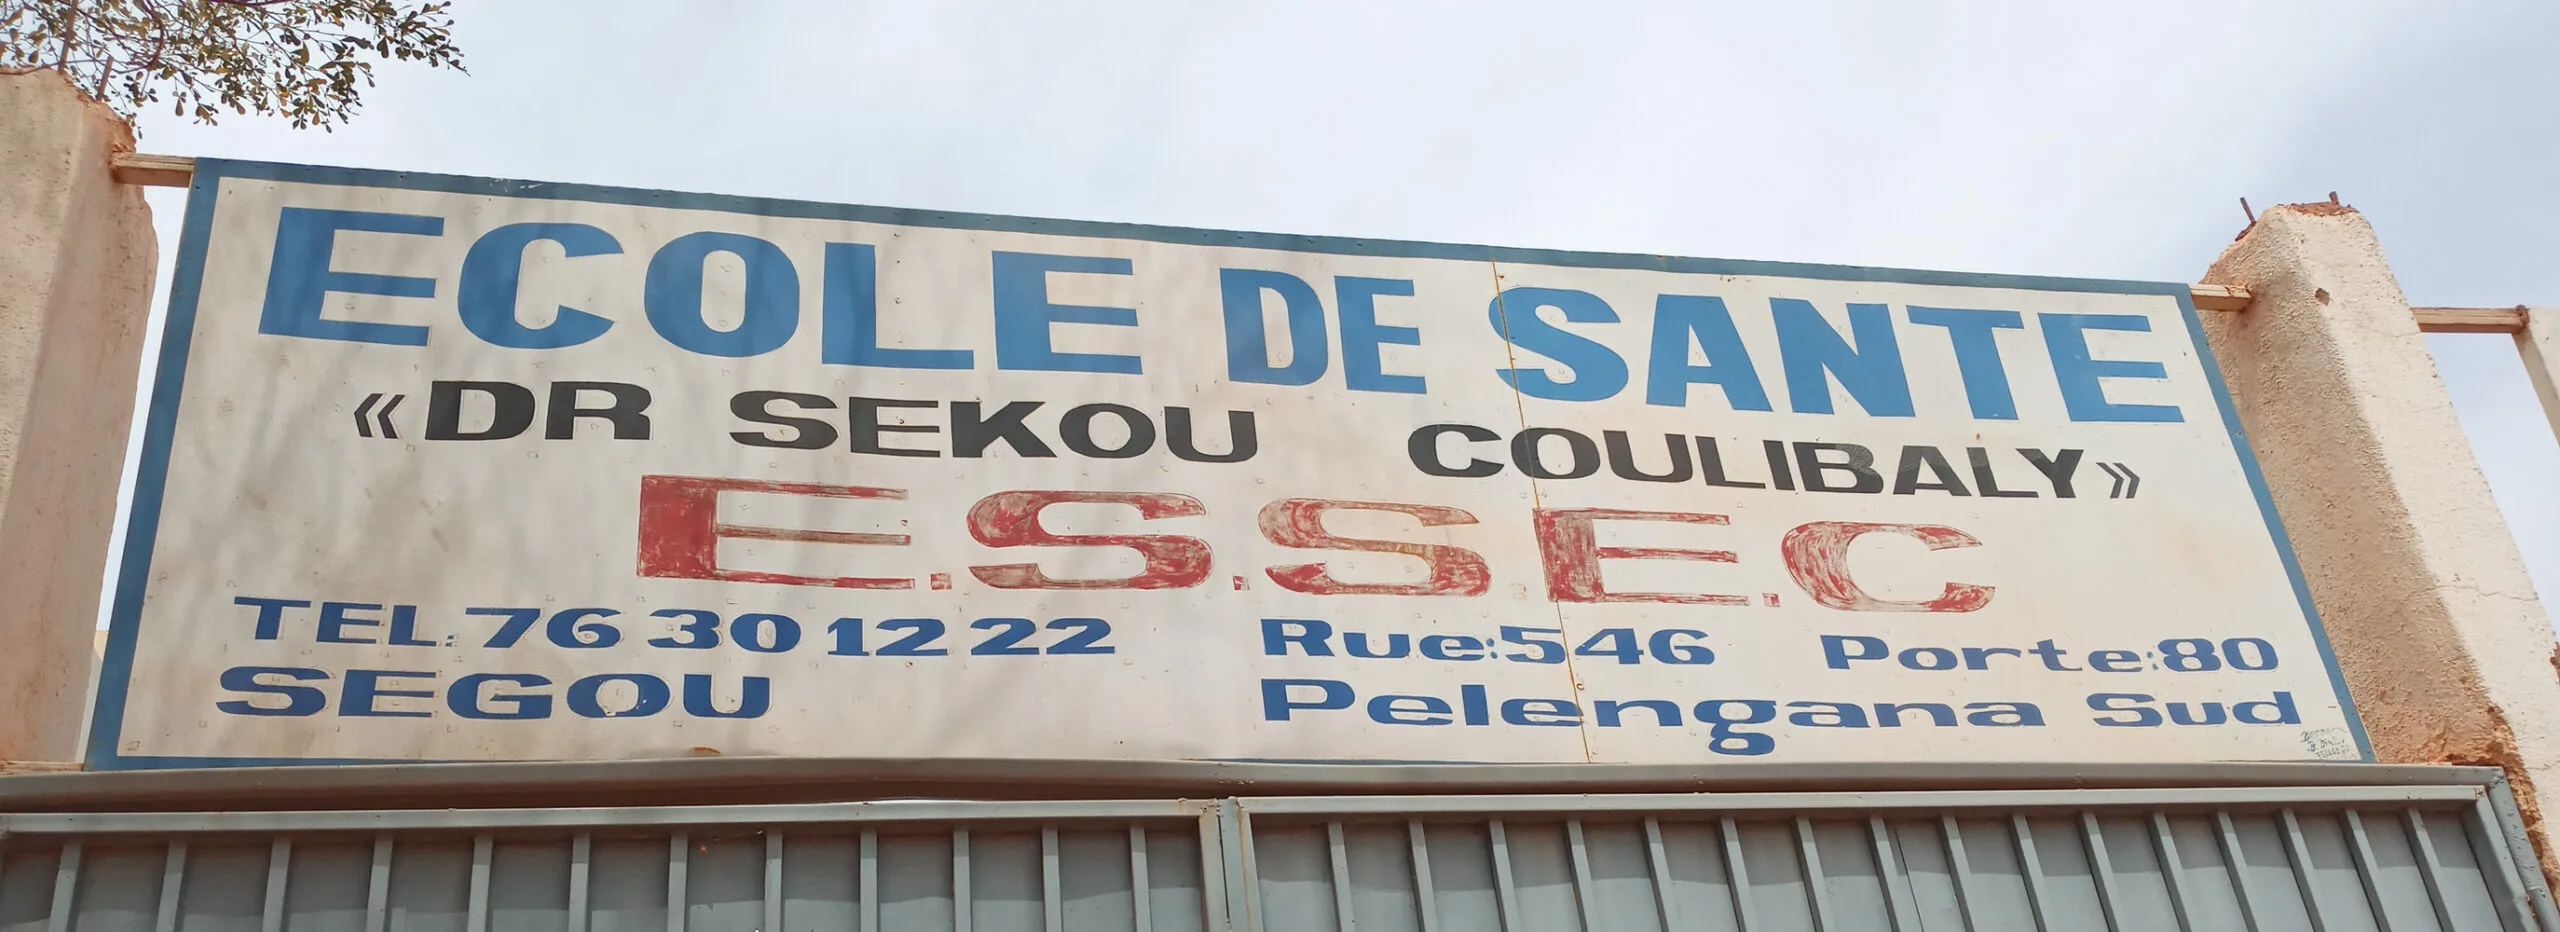 ECOLE DE SANTE
«DR SEKOU COULIBALY»
E.S.S.E.C
TEL: 76 30 12 22 Rue:546 Porte:80
SEGOU Pelengana Sud